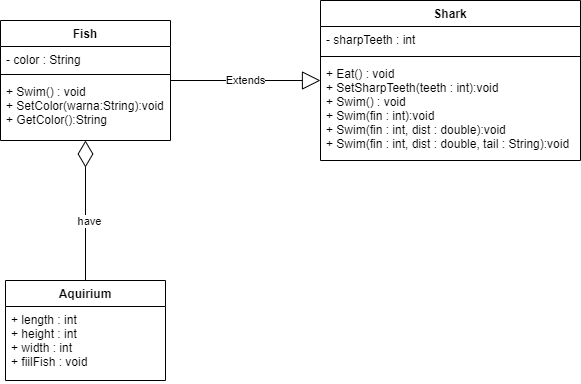 Fish
- color : String
+ Swim() : void
+ SetColor(warna:String):void
+ GetColor():String
Extends
Shark
- sharpTeeth : int
+ Eat() : void
+ SetSharpTeeth(teeth : int):void
+ Swim() : void
+ Swim(fin : int):void
+ Swim(fin : int, dist : double):void
+ Swim(fin : int, dist : double, tail : String):void
have
Aquirium
+ length : int
+ height : int
+ width : int
+ fiilFish : void